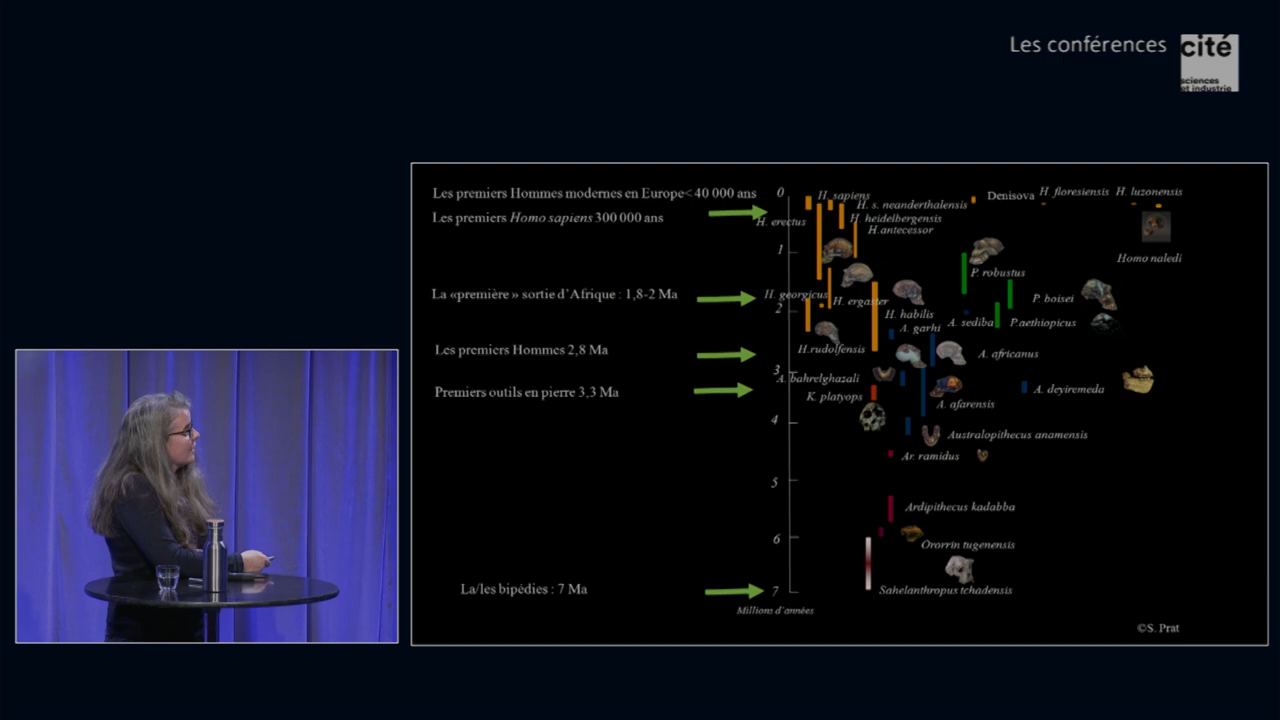 Les conférences
cité
sciences
et industrie
Les premiers Hommes modernes en Europe< 40 000 ans
Les premiers Homo sapiens 300 000 ans
La «première » sortie d'Afrique : 1,8-2 Ma
Les premiers Hommes 2,8 Ma
Premiers outils en pierre 3,3 Ma
La/les bipédies : 7 Ma
0
1
2
3
4
5
6
7
Millions d'années
H. sapiens
H. s. neanderthalensis
Denisova
H. floresiensis
H. luzonensis
H. erectus
H. heidelbergensis
H.antecessor
Homo naledi
P. robustus
H. georgicus
H. ergaster
P. boisei
H. habilis
A. sediba
P.aethiopicus
A. garhi
H.rudolfensis
A. africanus
A. bahrelghazali
K. platyops
A. deyiremeda
A. afarensis
Australopithecus anamensis
Ar. ramidus
Ardipithecus kadabba
Ororrin tugenensis
Sahelanthropus tchadensis
©S. Prat